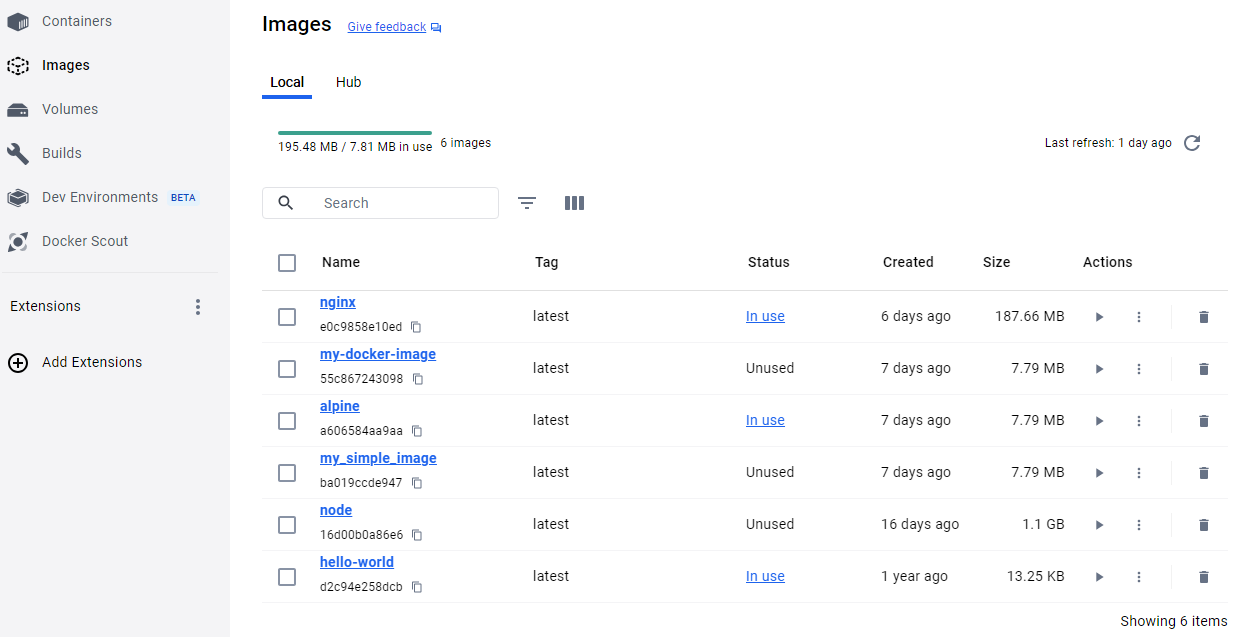 Containers
Images
Volumes
Builds
Dev Environments BETA
Docker Scout
Extensions
Add Extensions
Images Give feedback
Local Hub
195.48 MB / 7.81 MB in use 6 images Last refresh: 1 day ago
Search
Name Tag Status Created Size Actions
nginx
e0c9858e10ed
latest In use 6 days ago 187.66 MB
my-docker-image
55c867243098
latest Unused 7 days ago 7.79 MB
alpine
a606584aa9aa
latest In use 7 days ago 7.79 MB
my_simple_image
ba019ccde947
latest Unused 7 days ago 7.79 MB
node
16d00b0a86e6
latest Unused 16 days ago 1.1 GB
hello-world
d2c94e258dcb
latest In use 1 year ago 13.25 KB
Showing 6 items